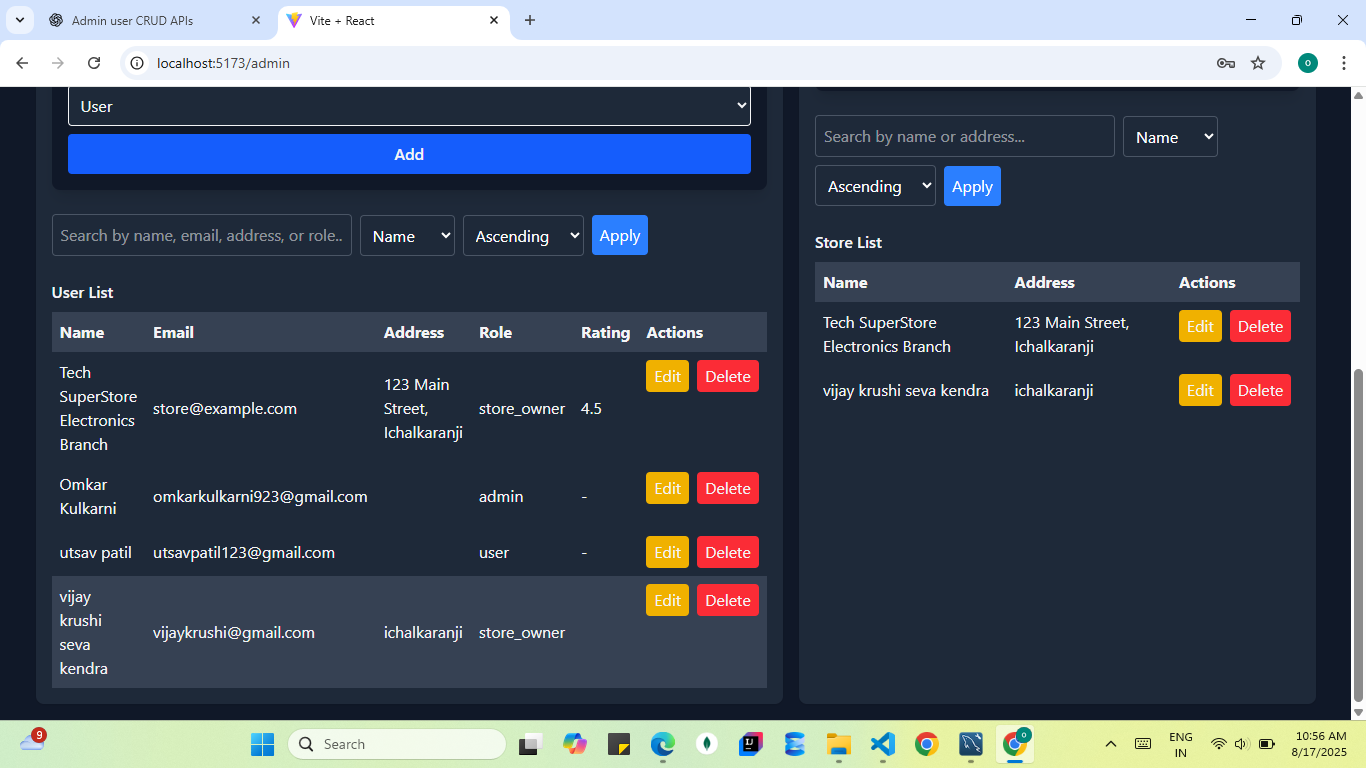 Admin user CRUD APIs
Vite + React
localhost:5173/admin
o
User
Add
Search by name, email, address, or role..
Name
Ascending
Apply
User List
Name Email Address Role Rating Actions
Tech
SuperStore
Electronics
Branch
store@example.com
123 Main
Street,
Ichalkaranji
store_owner
4.5
Edit Delete
Omkar
Kulkarni
omkarkulkarni923@gmail.com
admin
-
Edit Delete
utsav patil
utsavpatil123@gmail.com
user
-
Edit Delete
vijay
krushi
seva
kendra
vijaykrushi@gmail.com
ichalkaranji
store_owner
Edit Delete
Search by name or address...
Name
Ascending
Apply
Store List
Name Address Actions
Tech SuperStore
Electronics Branch
123 Main Street,
Ichalkaranji
Edit Delete
vijay krushi seva kendra
ichalkaranji
Edit Delete
9
Search
IJ
o
ENG
IN
10:56 AM
8/17/2025